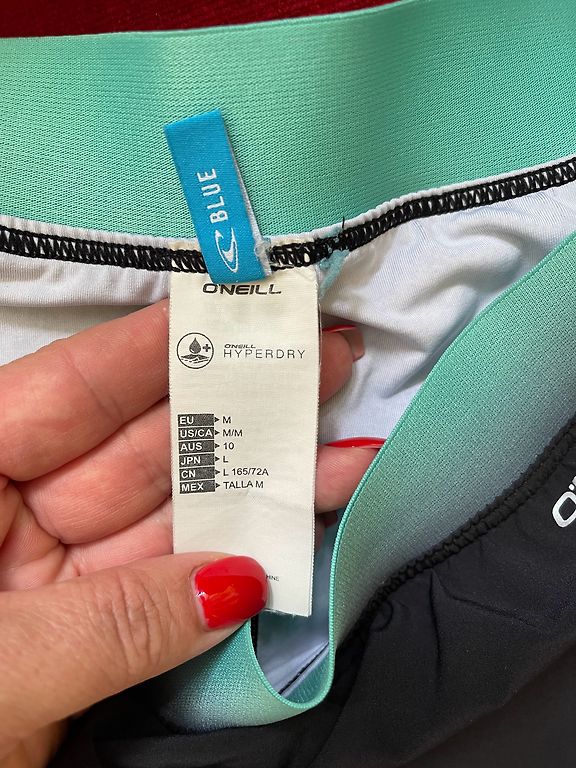 BLUE
O'NEILL
O'NEILL
HYPERDRY
EU M
US/CA M/M
AUS 10
JPN L
CN L 165/72A
MEX TALLA M